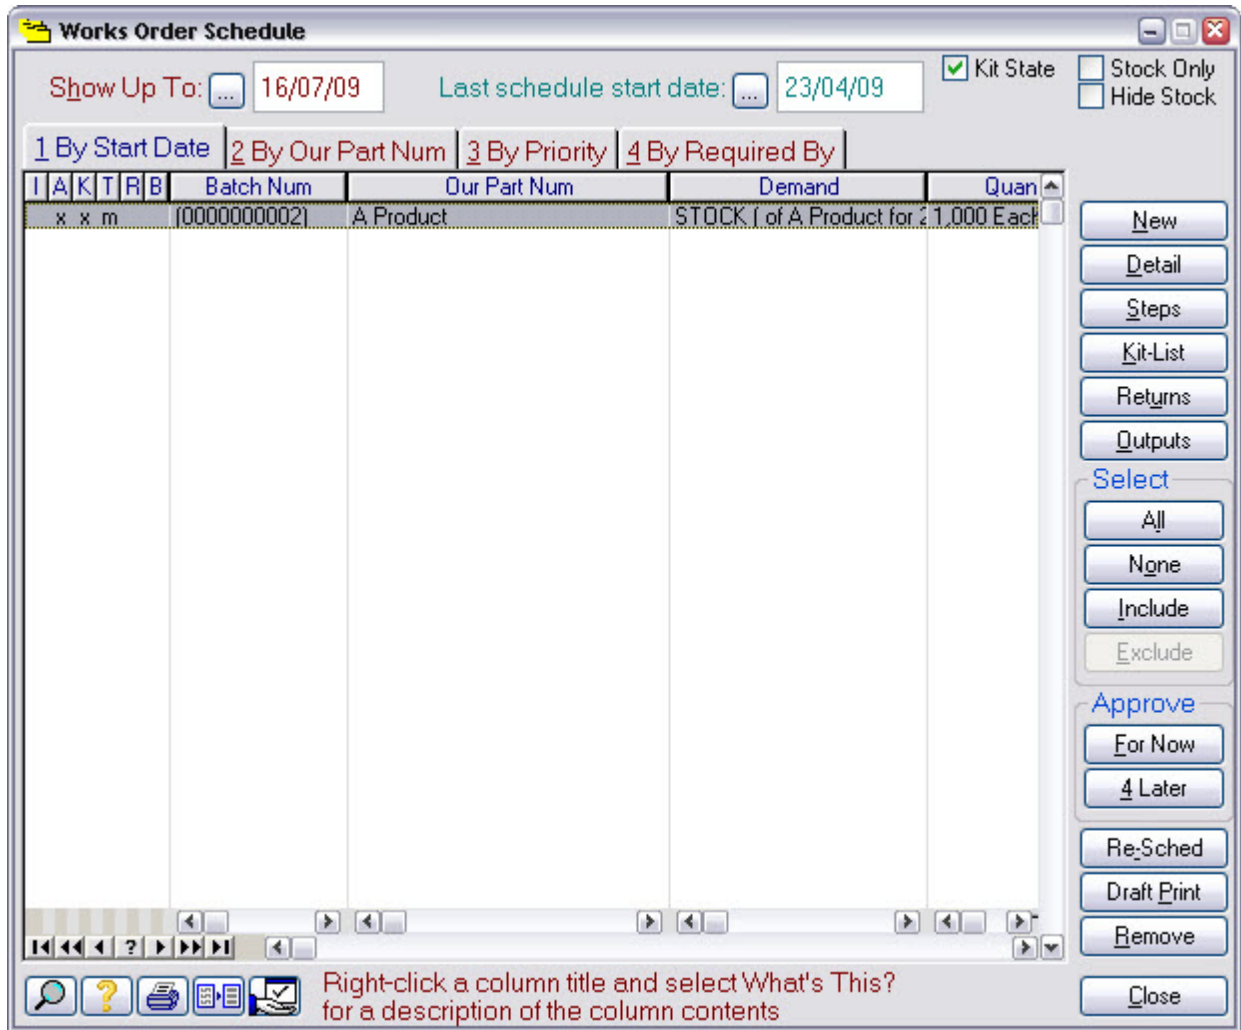 Works Order Schedule
Show Up To: ... 16/07/09 Last schedule start date: ... 23/04/09 Kit State Stock Only
Hide Stock
1 By Start Date 2 By Our Part Num 3 By Priority 4 By Required By
I A K T R B Batch Num Our Part Num Demand Quan
x x m (0000000002) A Product STOCK ( of A Product for 1,000 Each
New
Detail
Steps
Kit-List
Returns
Outputs
Select
All
None
Include
Exclude
Approve
For Now
4 Later
Re-Sched
Draft Print
Remove
?
Right-click a column title and select What's This?
for a description of the column contents
Close